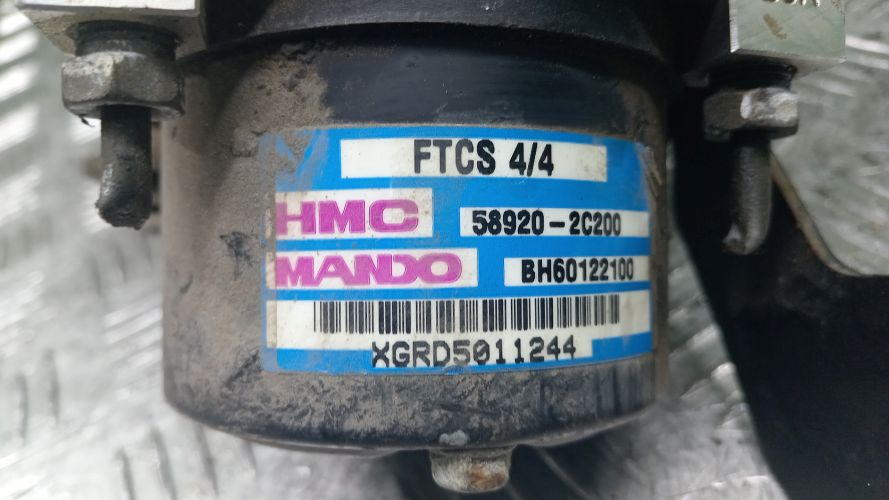 FTCS 4/4
HMC 58920-2C200
MANDO BH60122100
XGRD5011244